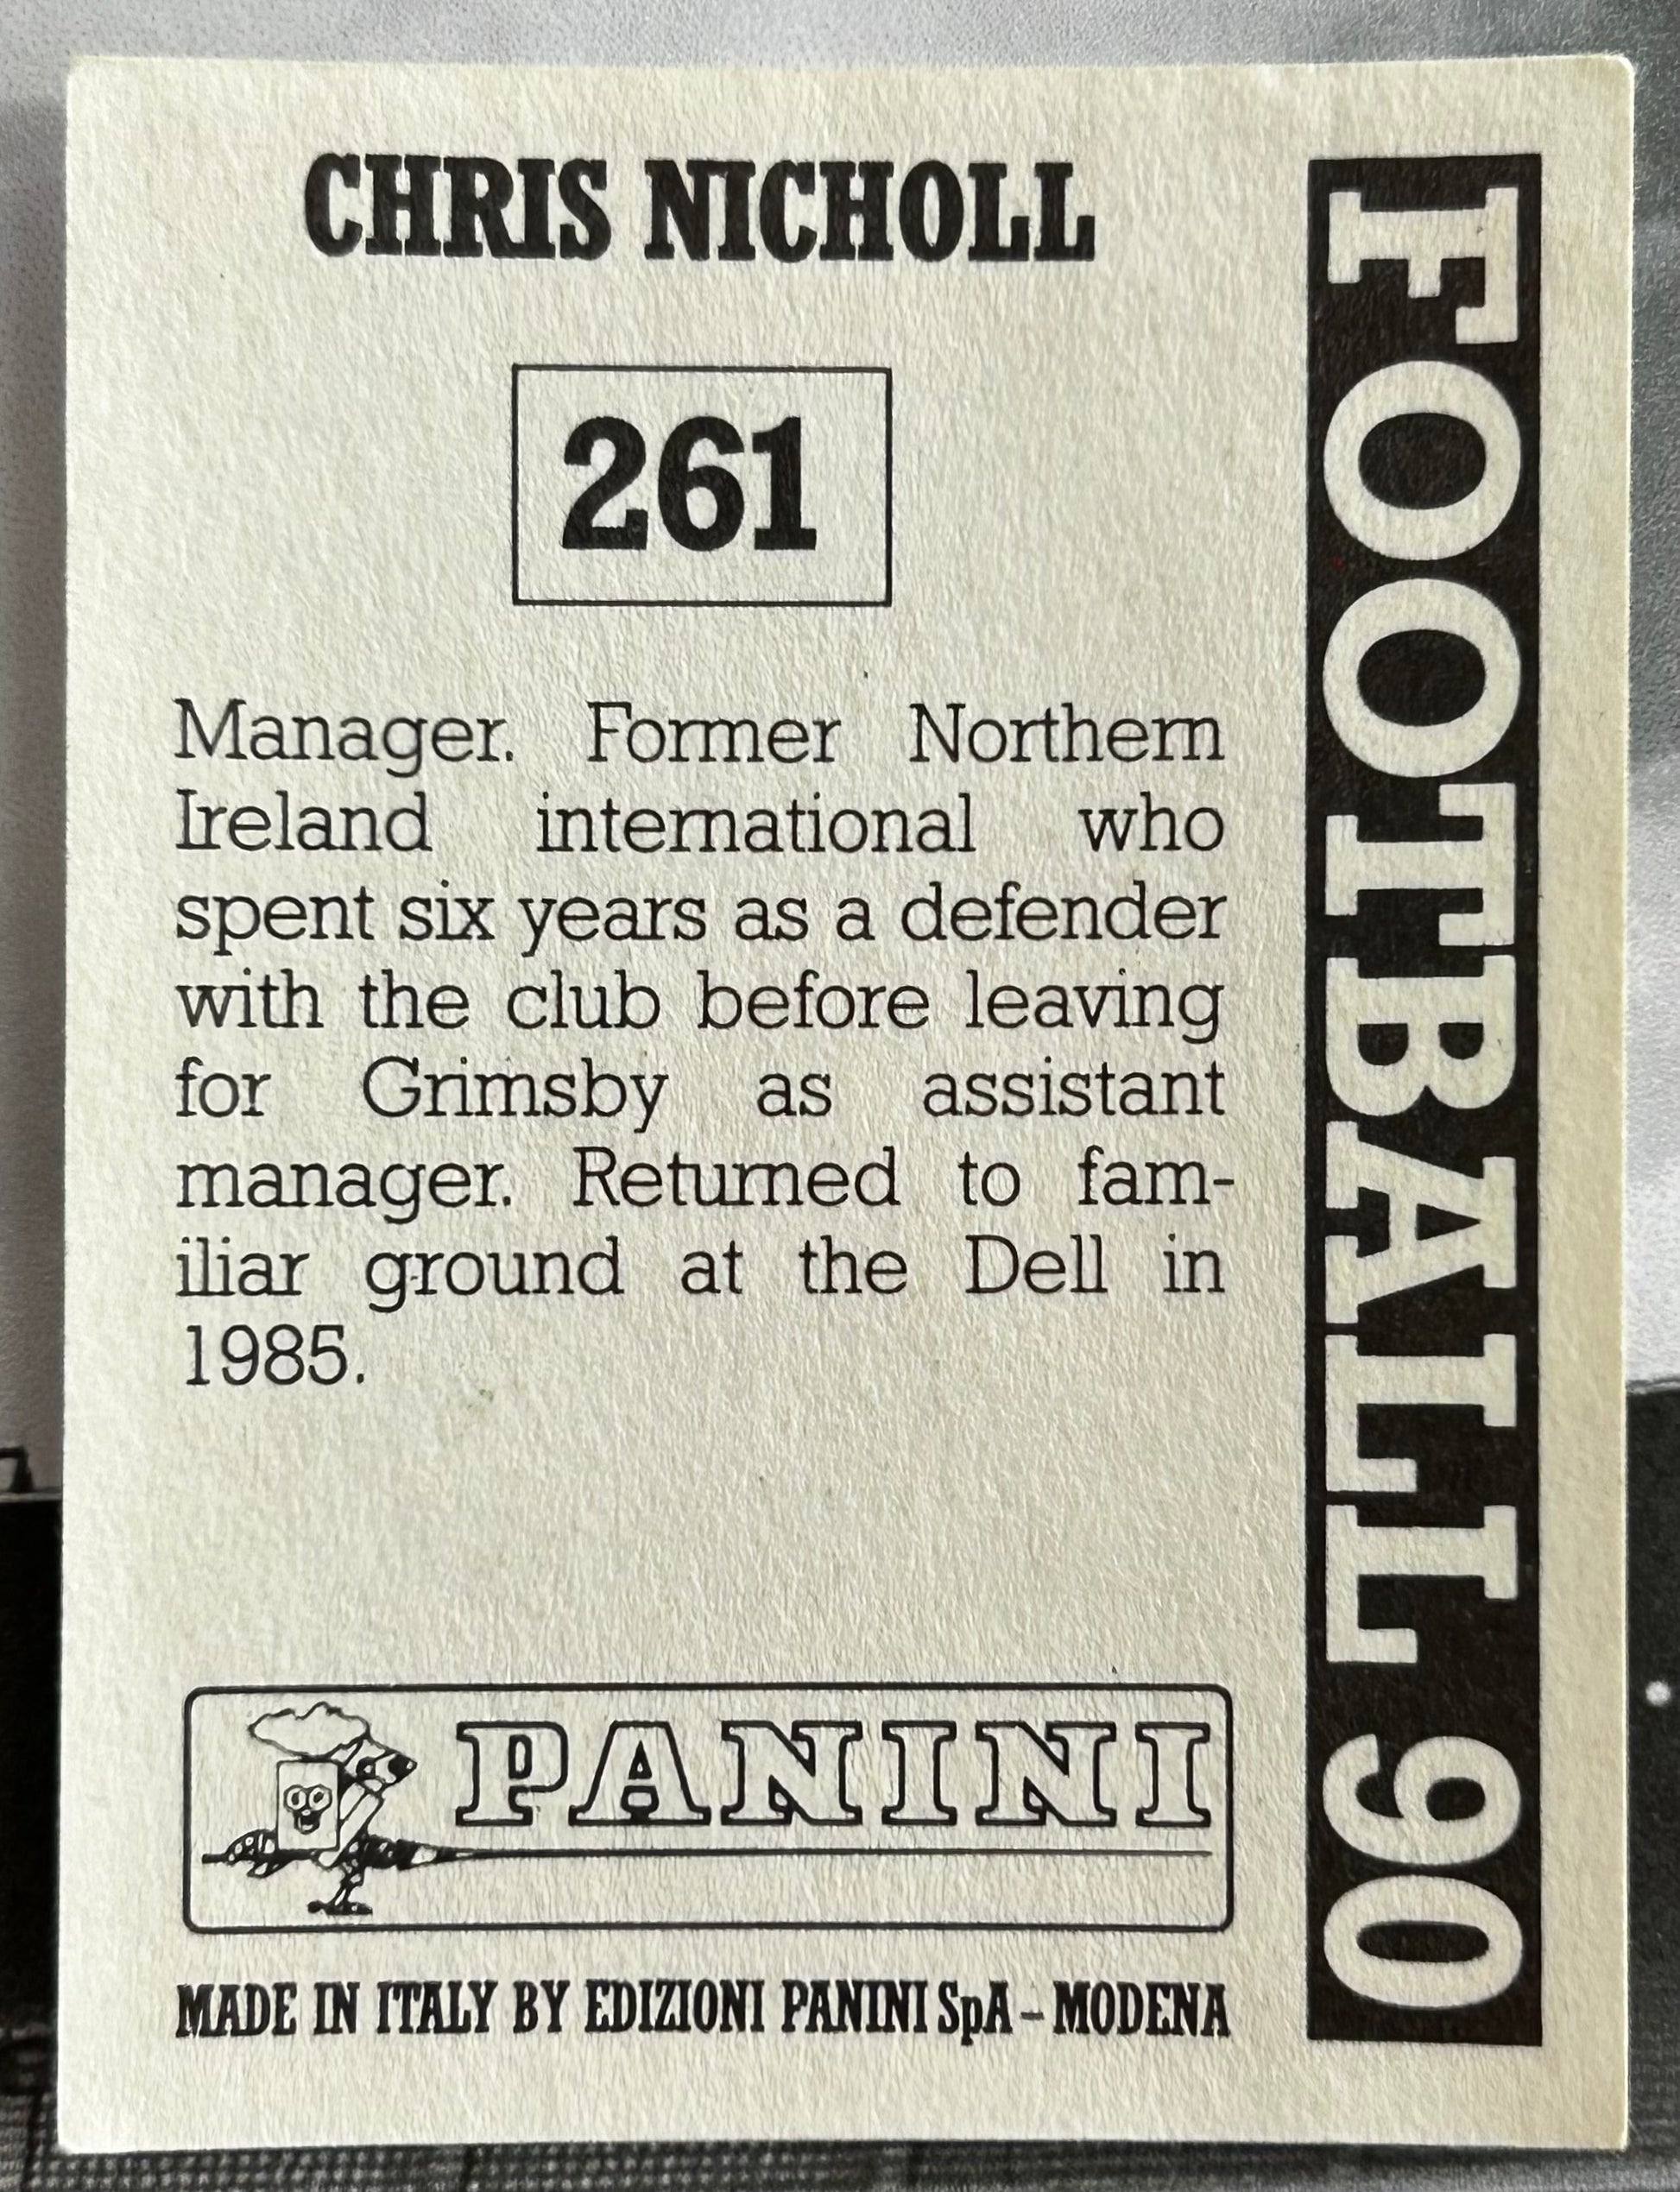 CHRIS NICHOLL
261
Manager. Former Northern
Ireland international who
spent six years as a defender
with the club before leaving
for Grimsby as assistant
manager. Returned to fam-
iliar ground at the Dell in
1985.
PANINI
MADE IN ITALY BY EDIZIONI PANINI SpA – MODENA
FOOTBALL 90